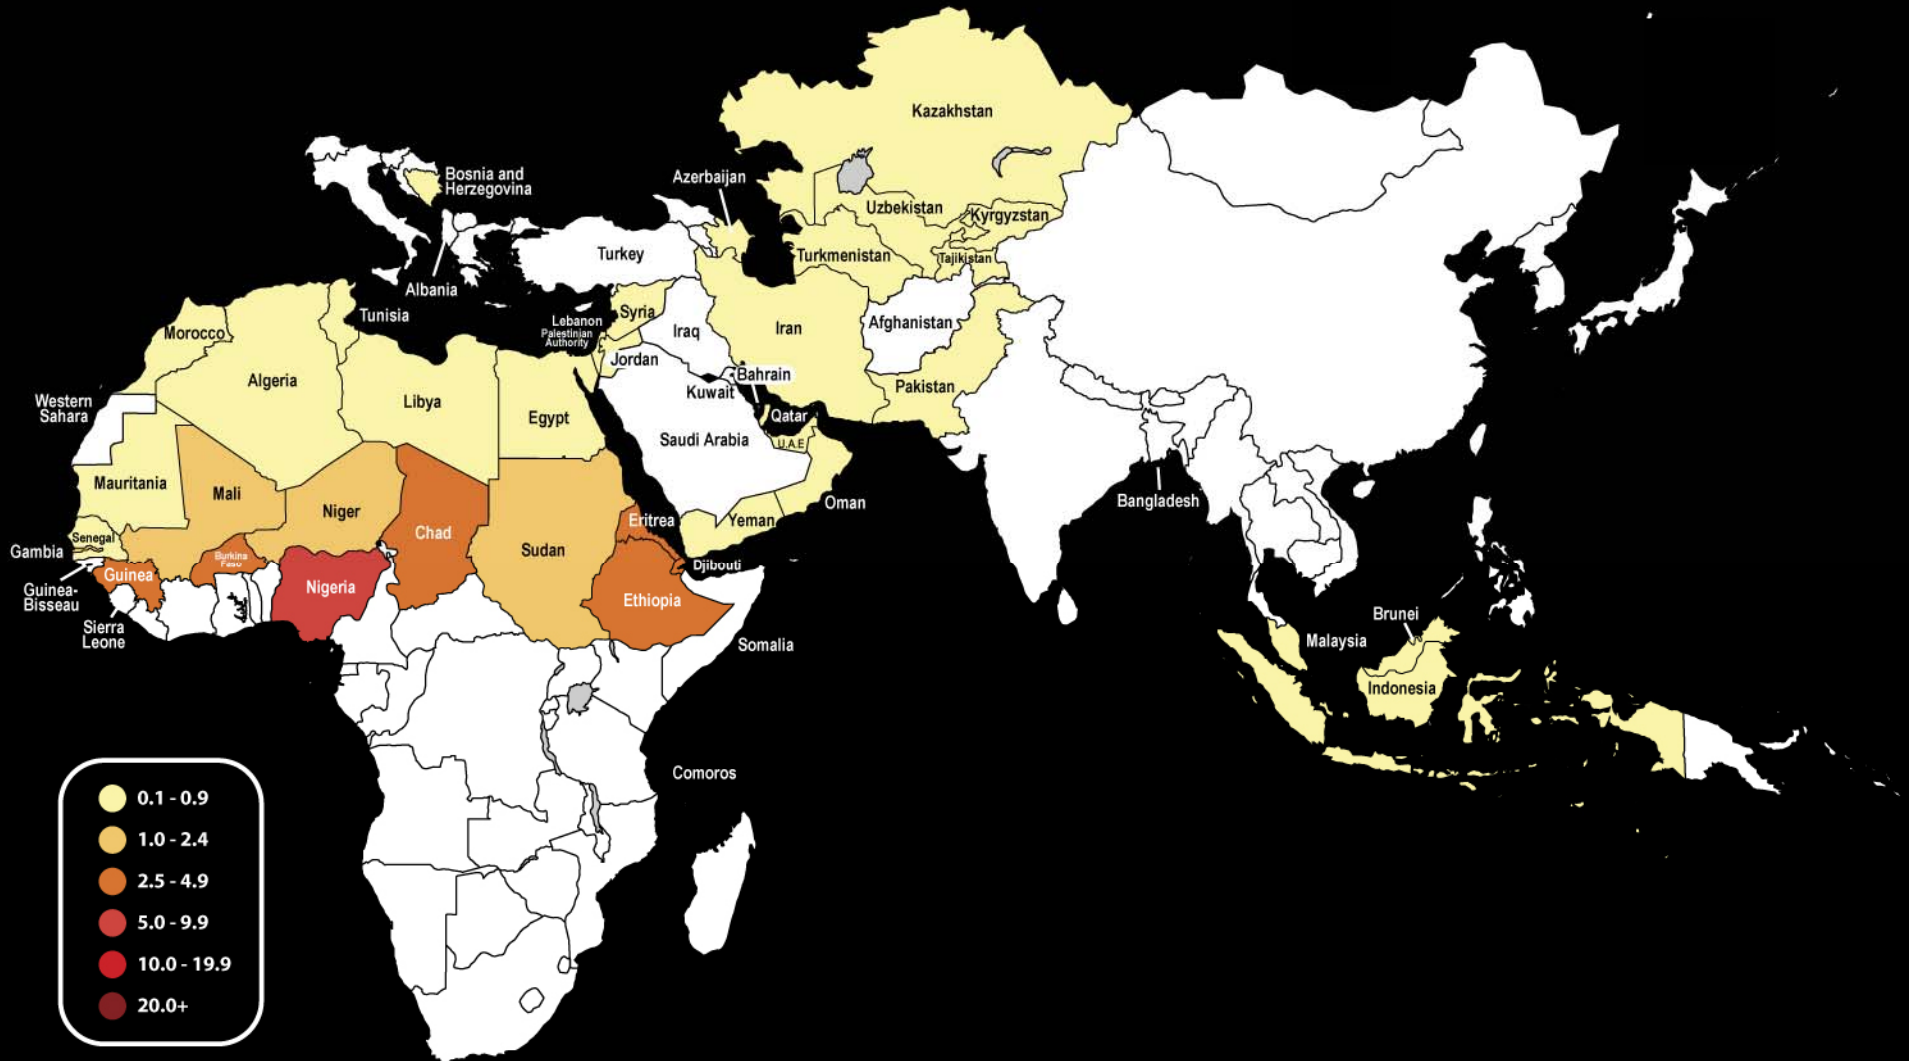 Kazakhstan
Bosnia and
Herzegovina
Azerbaijan
Uzbekistan
Kyrgyzstan
Turkey
Turkmenistan
Tajikistan
Albania
Tunisia
Syria
Lebanon
Palestinian
Authority
Iraq
Iran
Afghanistan
Morocco
Jordan
Bahrain
Algeria
Pakistan
Kuwait
Western
Sahara
Libya
Egypt
Qatar
Saudi Arabia
U.A.E
Mauritania
Mali
Bangladesh
Oman
Niger
Eritrea
Yemen
Chad
Senegal
Gambia
Sudan
Burkina
Faso
Djibouti
Guinea
Nigeria
Guinea-
Bisseau
Ethiopia
Brunei
Sierra
Leone
Somalia
Malaysia
Indonesia
Comoros
0.1 - 0.9
1.0 - 2.4
2.5 - 4.9
5.0 - 9.9
10.0 - 19.9
20.0+